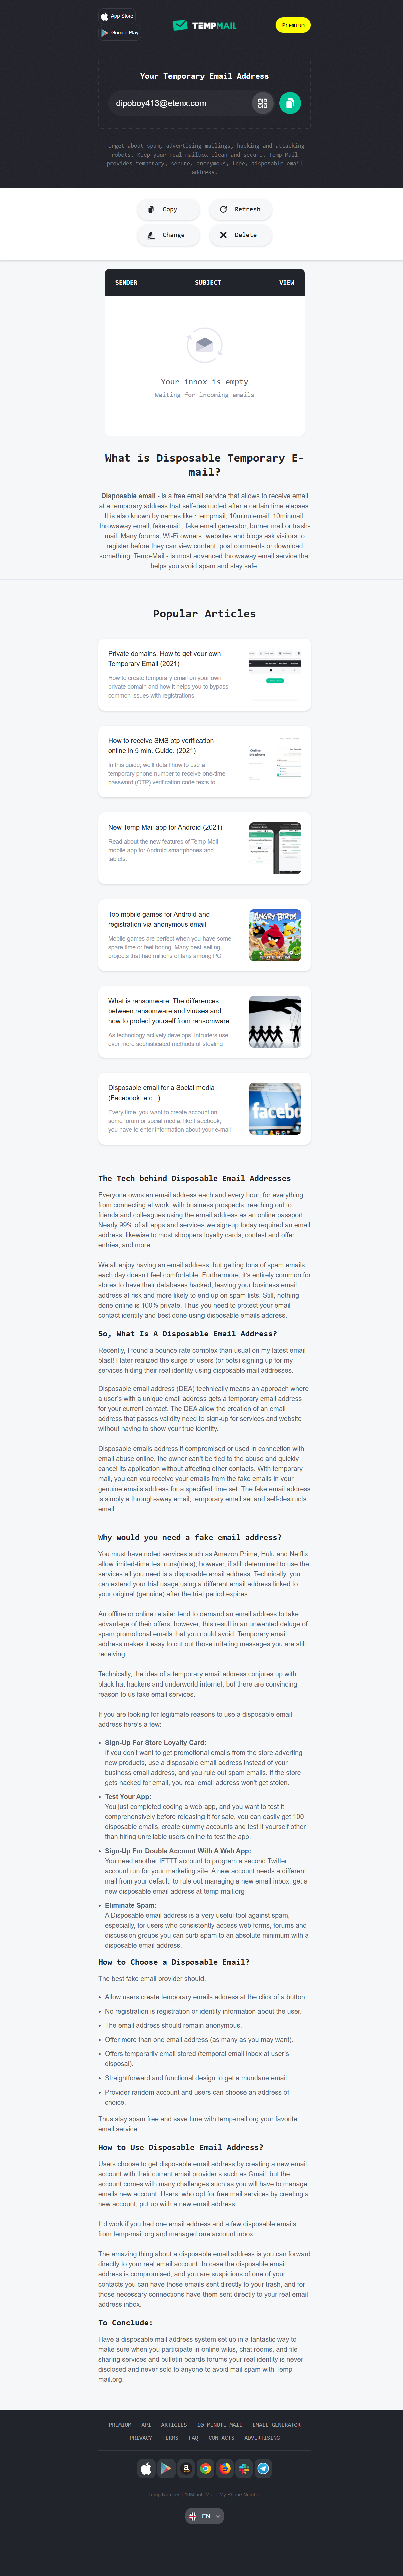 App Store
Google Play
TEMPMAIL
Premium
Your Temporary Email Address
dipoboy413@etenx.com
Forget about spam, advertising mailings, hacking and attacking
robots. Keep your real mailbox clean and secure. Temp Mail
provides temporary, secure, anonymous, free, disposable email
address.
Copy
Refresh
Change
Delete
SENDER SUBJECT VIEW
Your inbox is empty
Waiting for incoming emails
What is Disposable Temporary E-
mail?
Disposable email - is a free email service that allows to receive email
at a temporary address that self-destructed after a certain time elapses.
It is also known by names like : tempmail, 10minutemail, 10minmail,
throwaway email, fake-mail , fake email generator, burner mail or trash-
mail. Many forums, Wi-Fi owners, websites and blogs ask visitors to
register before they can view content, post comments or download
something. Temp-Mail - is most advanced throwaway email service that
helps you avoid spam and stay safe.
Popular Articles
Private domains. How to get your own
Temporary Email (2021)
How to create temporary email on your own
private domain and how it helps you to bypass
common issues with registrations.
How to receive SMS otp verification
online in 5 min. Guide. (2021)
In this guide, we'll detail how to use a
temporary phone number to receive one-time
password (OTP) verification code texts to
New Temp Mail app for Android (2021)
Read about the new features of Temp Mail
mobile app for Android smartphones and
tablets.
Top mobile games for Android and
registration via anonymous email
Mobile games are perfect when you have some
spare time or feel boring. Many best-selling
projects that had millions of fans among PC
ANGRY BIRDS
What is ransomware. The differences
between ransomware and viruses and
how to protect yourself from ransomware
As technology actively develops, intruders use
ever more sophisticated methods of stealing
Disposable email for a Social media
(Facebook, etc...)
Every time, you want to create account on
some forum or social media, like Facebook,
you have to enter information about your e-mail
facebo
The Tech behind Disposable Email Addresses
Everyone owns an email address each and every hour, for everything
from connecting at work, with business prospects, reaching out to
friends and colleagues using the email address as an online passport.
Nearly 99% of all apps and services we sign-up today required an email
address, likewise to most shoppers loyalty cards, contest and offer
entries, and more.
We all enjoy having an email address, but getting tons of spam emails
each day doesn't feel comfortable. Furthermore, it's entirely common for
stores to have their databases hacked, leaving your business email
address at risk and more likely to end up on spam lists. Still, nothing
done online is 100% private. Thus you need to protect your email
contact identity and best done using disposable emails address.
So, What Is A Disposable Email Address?
Recently, I found a bounce rate complex than usual on my latest email
blast! I later realized the surge of users (or bots) signing up for my
services hiding their real identity using disposable mail addresses.
Disposable email address (DEA) technically means an approach where
a user's with a unique email address gets a temporary email address
for your current contact. The DEA allow the creation of an email
address that passes validity need to sign-up for services and website
without having to show your true identity.
Disposable emails address if compromised or used in connection with
email abuse online, the owner can't be tied to the abuse and quickly
cancel its application without affecting other contacts. With temporary
mail, you can you receive your emails from the fake emails in your
genuine emails address for a specified time set. The fake email address
is simply a through-away email, temporary email set and self-destructs
email.
Why would you need a fake email address?
You must have noted services such as Amazon Prime, Hulu and Netflix
allow limited-time test runs(trials), however, if still determined to use the
services all you need is a disposable email address. Technically, you
can extend your trial usage using a different email address linked to
your original (genuine) after the trial period expires.
An offline or online retailer tend to demand an email address to take
advantage of their offers, however, this result in an unwanted deluge of
spam promotional emails that you could avoid. Temporary email
address makes it easy to cut out those irritating messages you are still
receiving.
Technically, the idea of a temporary email address conjures up with
black hat hackers and underworld internet, but there are convincing
reason to us fake email services.
If you are looking for legitimate reasons to use a disposable email
address here's a few:
• Sign-Up For Store Loyalty Card:
If you don't want to get promotional emails from the store adverting
new products, use a disposable email address instead of your
business email address, and you rule out spam emails. If the store
gets hacked for email, you real email address won't get stolen.
• Test Your App:
You just completed coding a web app, and you want to test it
comprehensively before releasing it for sale, you can easily get 100
disposable emails, create dummy accounts and test it yourself other
than hiring unreliable users online to test the app.
• Sign-Up For Double Account With A Web App:
You need another IFTTT account to program a second Twitter
account run for your marketing site. A new account needs a different
mail from your default, to rule out managing a new email inbox, get a
new disposable email address at temp-mail.org
• Eliminate Spam:
A Disposable email address is a very useful tool against spam,
especially, for users who consistently access web forms, forums and
discussion groups you can curb spam to an absolute minimum with a
disposable email address.
How to Choose a Disposable Email?
The best fake email provider should:
• Allow users create temporary emails address at the click of a button.
• No registration is registration or identity information about the user.
• The email address should remain anonymous.
• Offer more than one email address (as many as you may want).
• Offers temporarily email stored (temporal email inbox at user's
disposal).
• Straightforward and functional design to get a mundane email.
• Provider random account and users can choose an address of
choice.
Thus stay spam free and save time with temp-mail.org your favorite
email service.
How to Use Disposable Email Address?
Users choose to get disposable email address by creating a new email
account with their current email provider's such as Gmail, but the
account comes with many challenges such as you will have to manage
emails new account. Users, who opt for free mail services by creating a
new account, put up with a new email address.
It'd work if you had one email address and a few disposable emails
from temp-mail.org and managed one account inbox.
The amazing thing about a disposable email address is you can forward
directly to your real email account. In case the disposable email
address is compromised, and you are suspicious of one of your
contacts you can have those emails sent directly to your trash, and for
those necessary connections have them sent directly to your real email
address inbox.
To Conclude:
Have a disposable mail address system set up in a fantastic way to
make sure when you participate in online wikis, chat rooms, and file
sharing services and bulletin boards forums your real identity is never
disclosed and never sold to anyone to avoid mail spam with Temp-
mail.org.
PREMIUM API ARTICLES 10 MINUTE MAIL EMAIL GENERATOR
PRIVACY TERMS FAQ CONTACTS ADVERTISING
EN